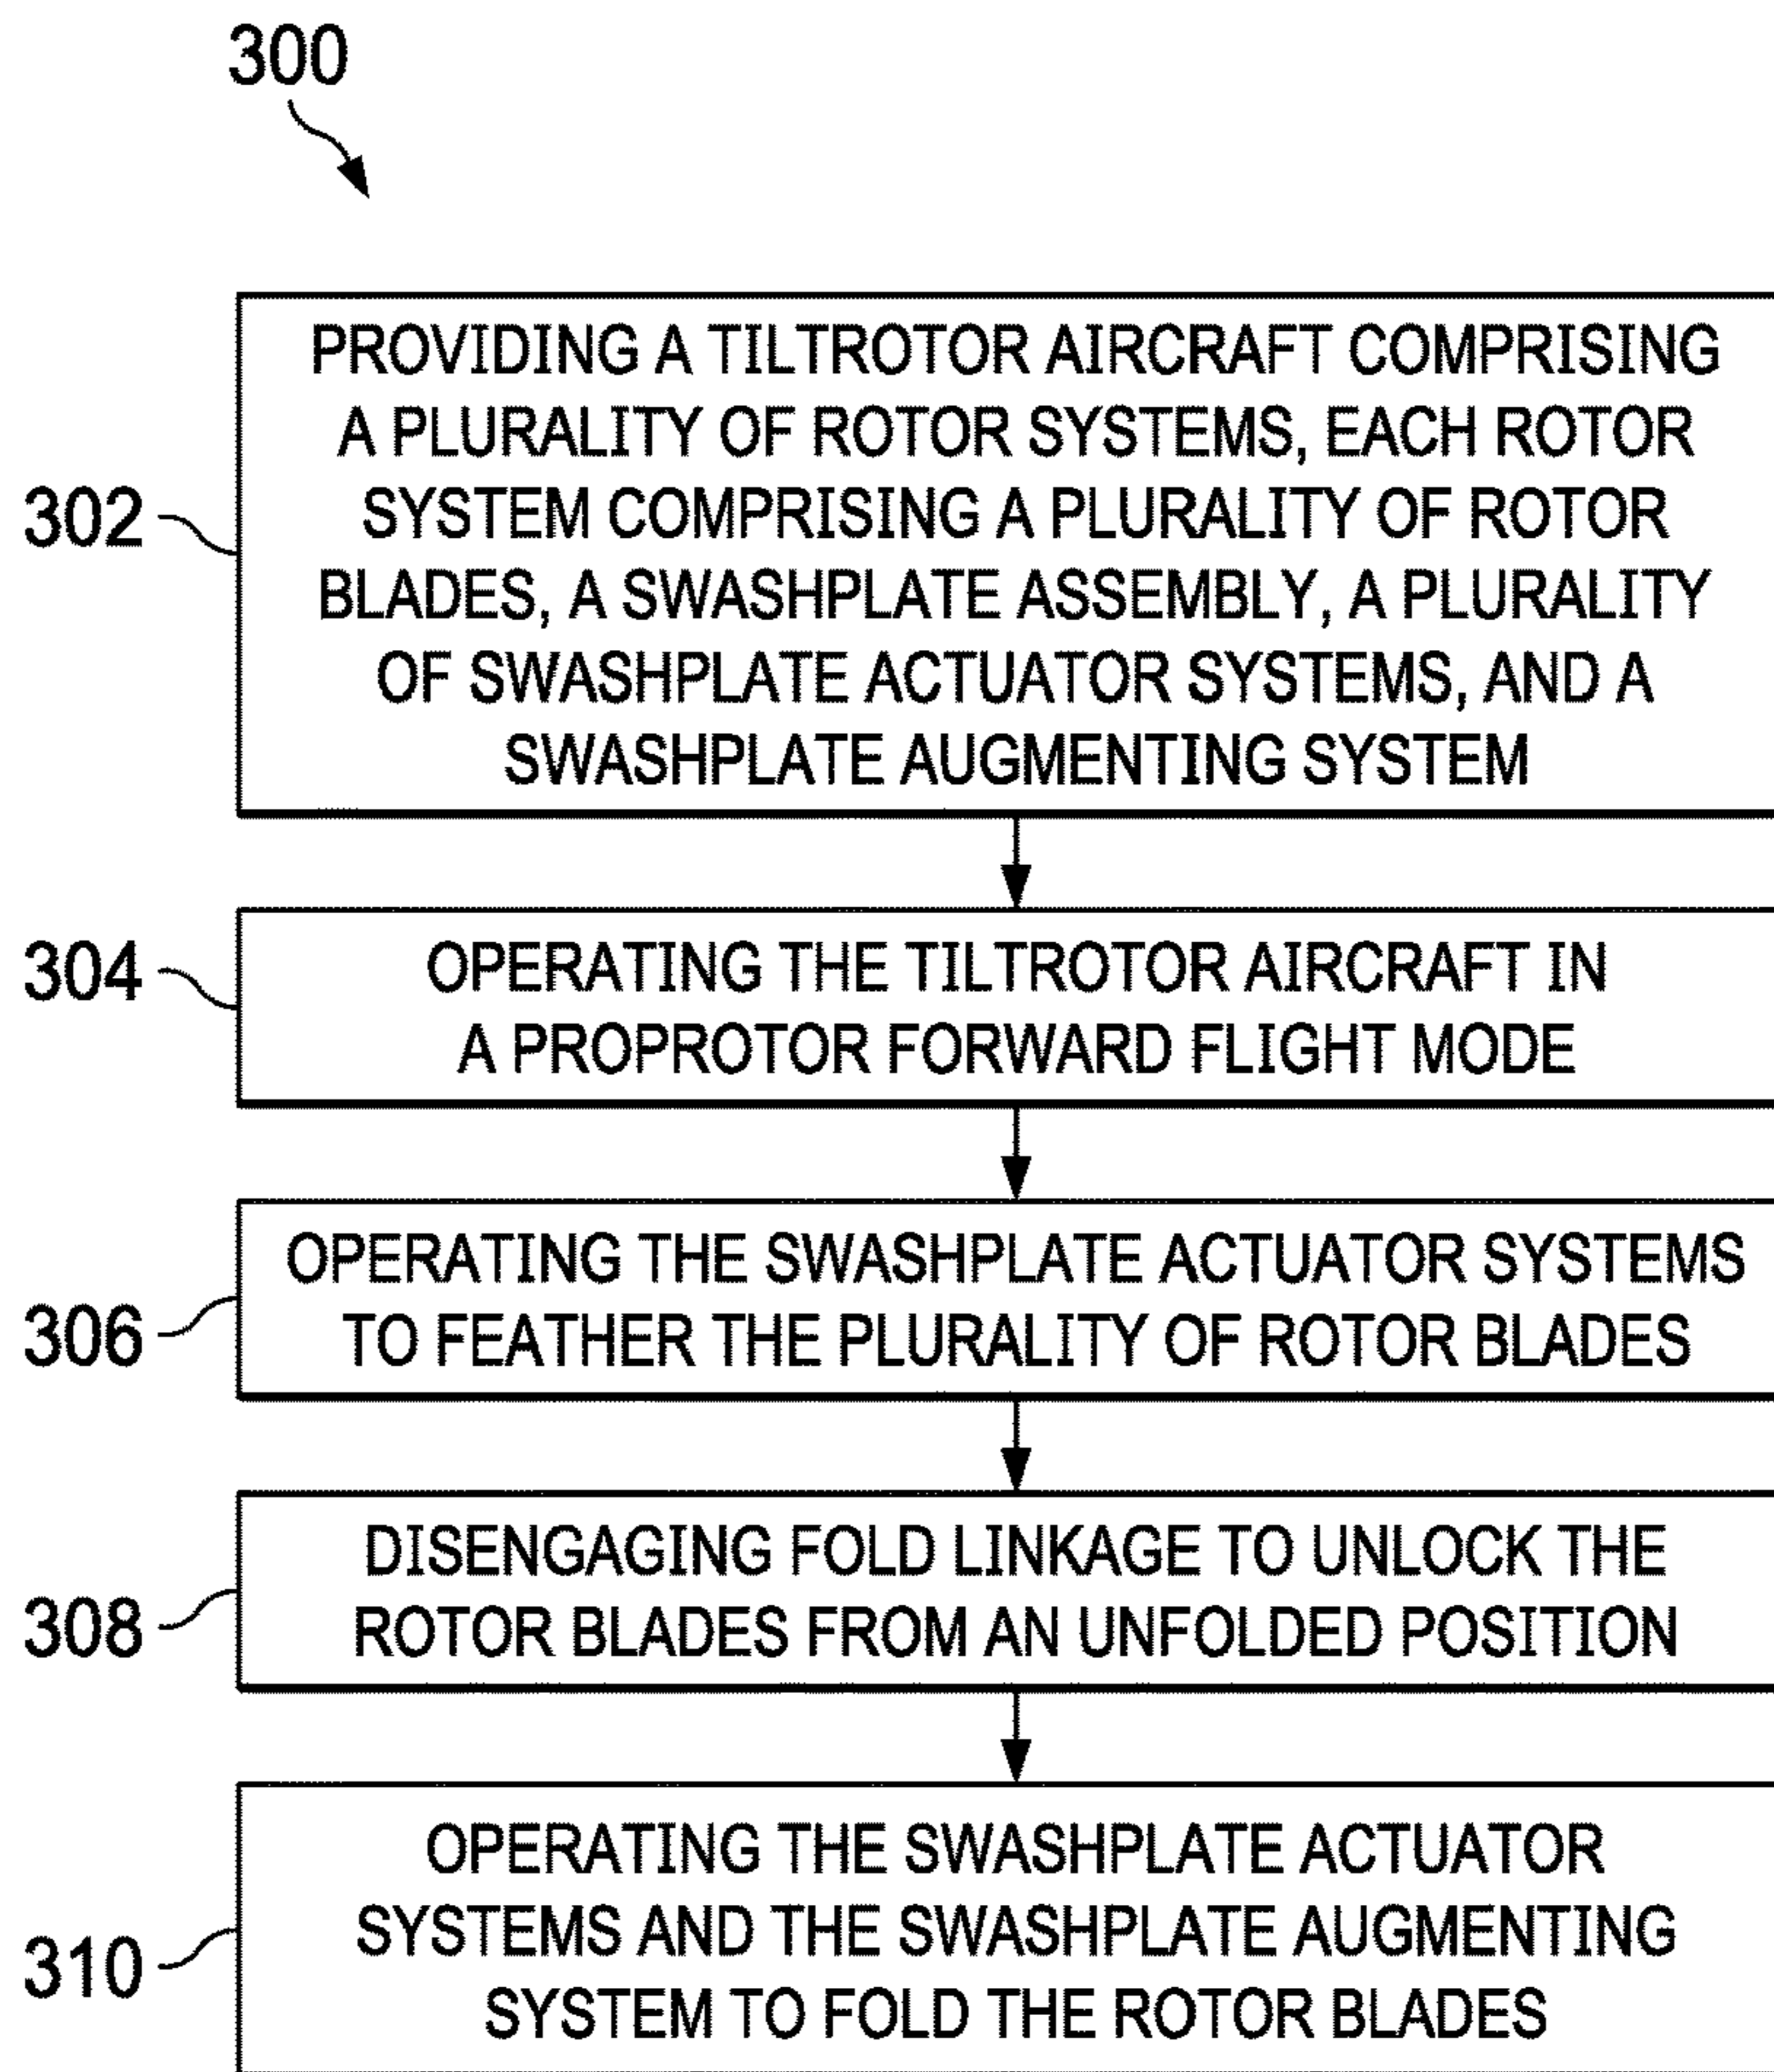 300
302
PROVIDING A TILTROTOR AIRCRAFT COMPRISING
A PLURALITY OF ROTOR SYSTEMS, EACH ROTOR
SYSTEM COMPRISING A PLURALITY OF ROTOR
BLADES, A SWASHPLATE ASSEMBLY, A PLURALITY
OF SWASHPLATE ACTUATOR SYSTEMS, AND A
SWASHPLATE AUGMENTING SYSTEM
304
OPERATING THE TILTROTOR AIRCRAFT IN
A PROPROTOR FORWARD FLIGHT MODE
306
OPERATING THE SWASHPLATE ACTUATOR SYSTEMS
TO FEATHER THE PLURALITY OF ROTOR BLADES
308
DISENGAGING FOLD LINKAGE TO UNLOCK THE
ROTOR BLADES FROM AN UNFOLDED POSITION
310
OPERATING THE SWASHPLATE ACTUATOR
SYSTEMS AND THE SWASHPLATE AUGMENTING
SYSTEM TO FOLD THE ROTOR BLADES